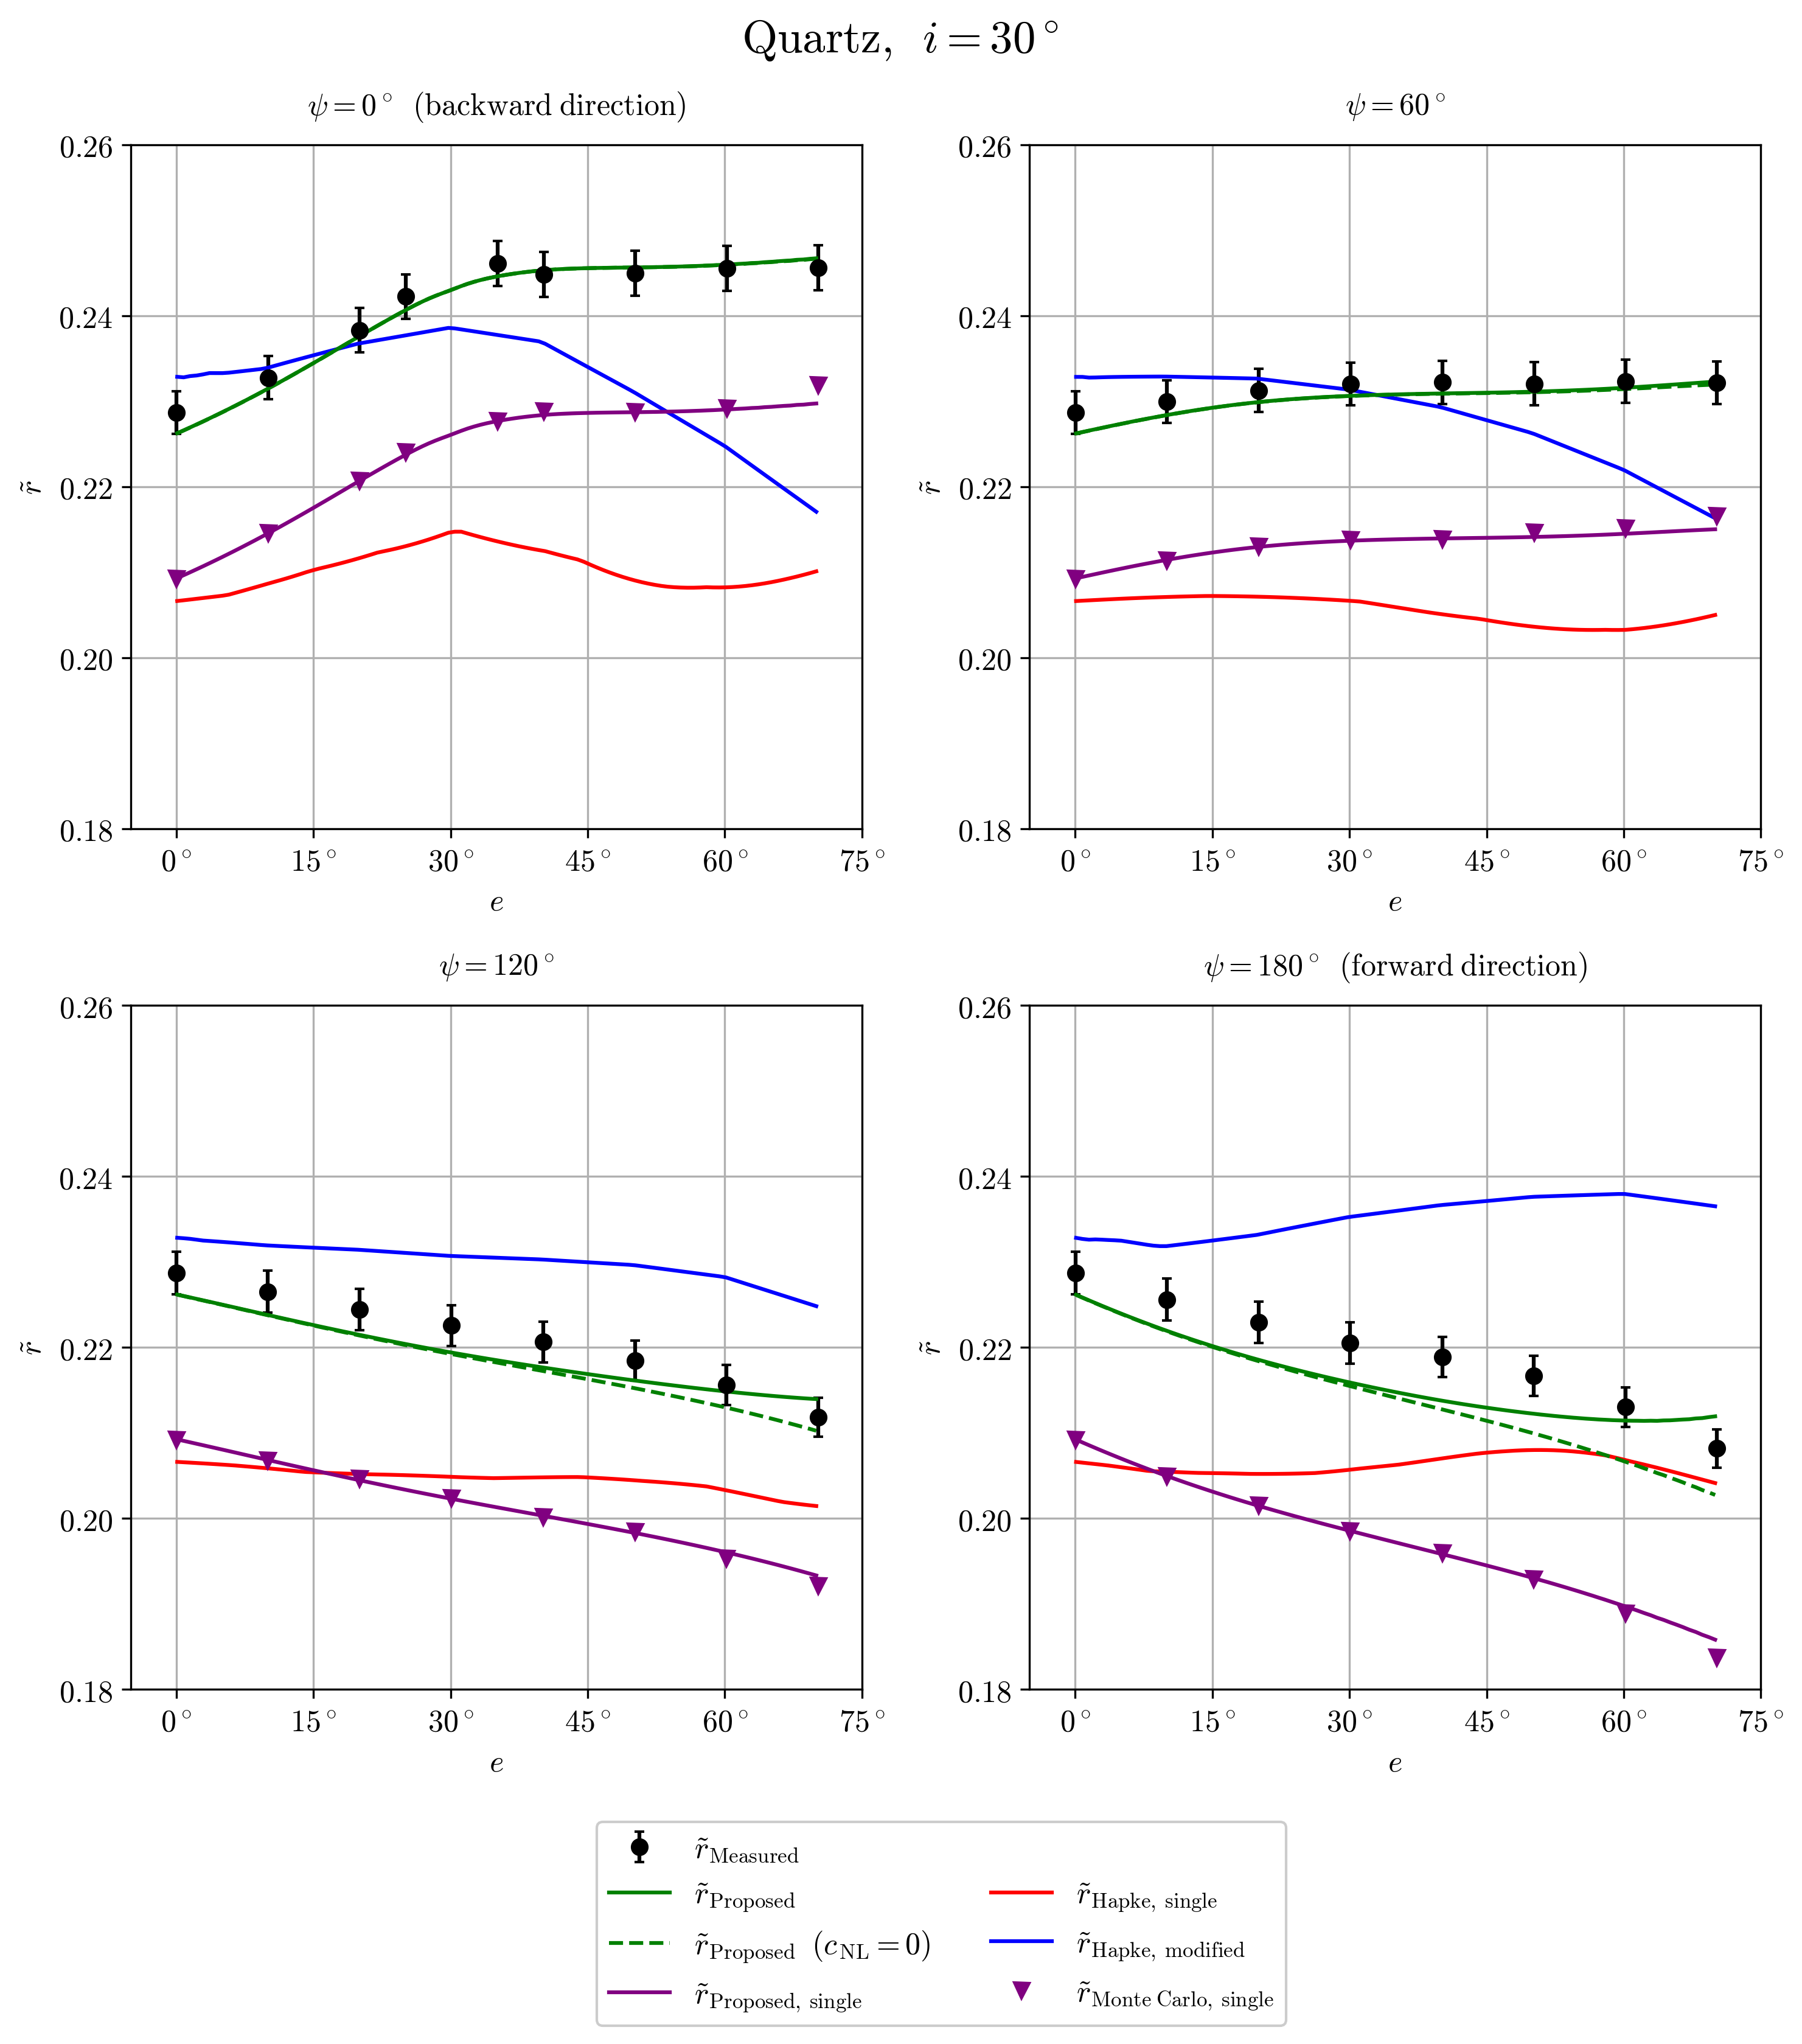 Quartz, i = 30°
ψ = 0° (backward direction)
0.26
0.24
0.22
0.20
0.18
r̃
0° 15° 30° 45° 60° 75°
e
ψ = 60°
0.26
0.24
0.22
0.20
0.18
r̃
0° 15° 30° 45° 60° 75°
e
ψ = 120°
0.26
0.24
0.22
0.20
0.18
r̃
0° 15° 30° 45° 60° 75°
e
ψ = 180° (forward direction)
0.26
0.24
0.22
0.20
0.18
r̃
0° 15° 30° 45° 60° 75°
e
r̃ Measured
r̃ Proposed
r̃ Proposed (c NL = 0)
r̃ Proposed, single
r̃ Hapke, single
r̃ Hapke, modified
r̃ Monte Carlo, single